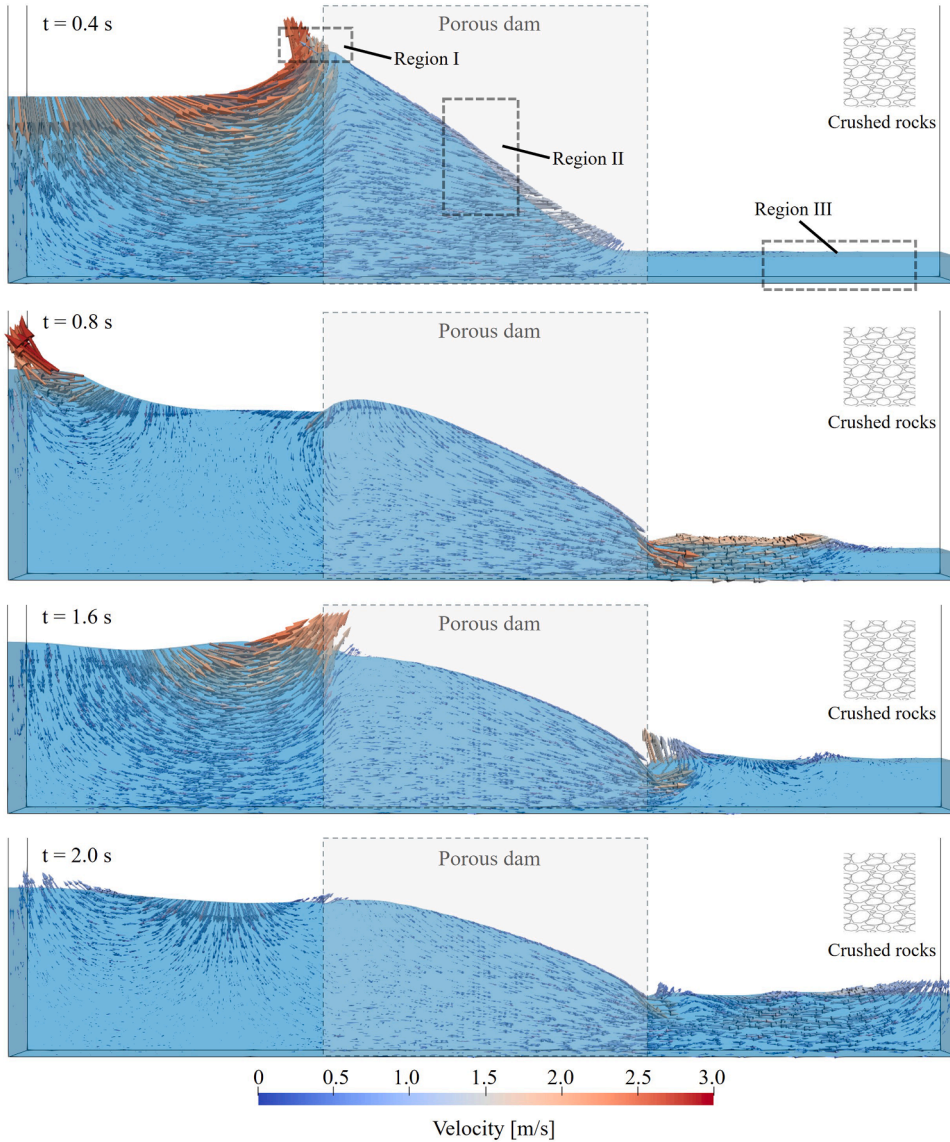 t = 0.4 s
Porous dam
Region I
Region II
Region III
Crushed rocks
t = 0.8 s
Porous dam
Crushed rocks
t = 1.6 s
Porous dam
Crushed rocks
t = 2.0 s
Porous dam
Crushed rocks
0 0.5 1.0 1.5 2.0 2.5 3.0
Velocity [m/s]